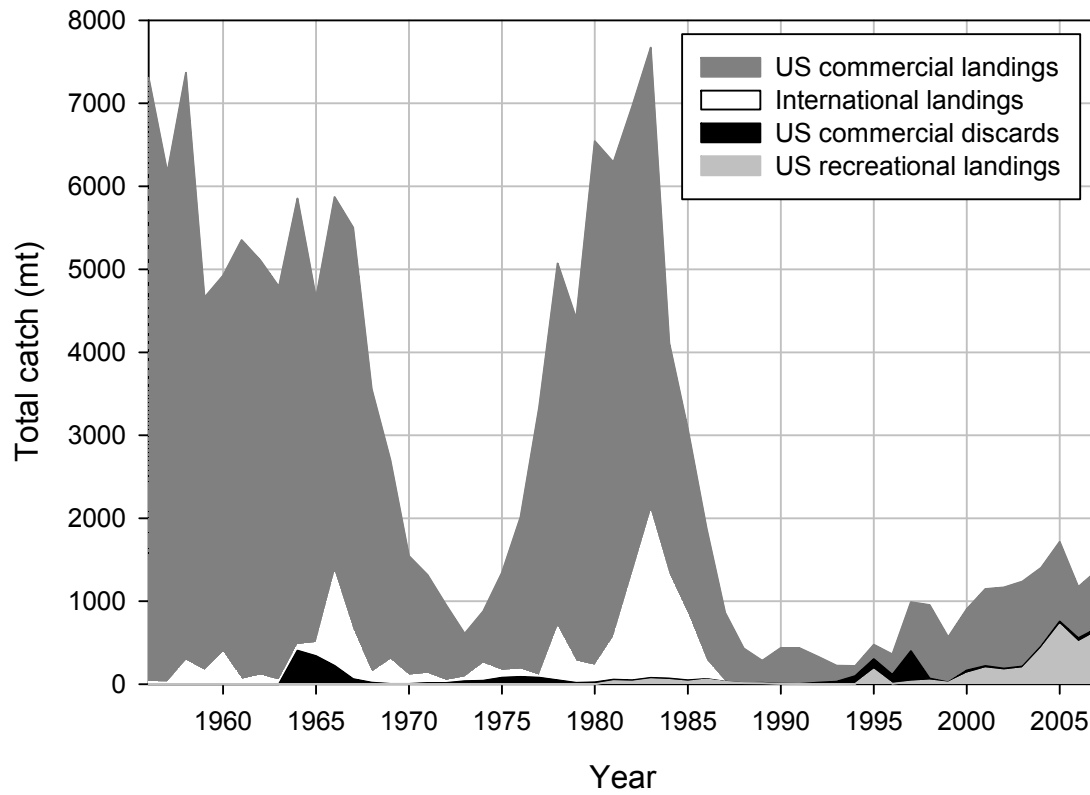 8000
7000
6000
5000
4000
3000
2000
1000
0
Total catch (mt)
US commercial landings
International landings
US commercial discards
US recreational landings
1960 1965 1970 1975 1980 1985 1990 1995 2000 2005
Year